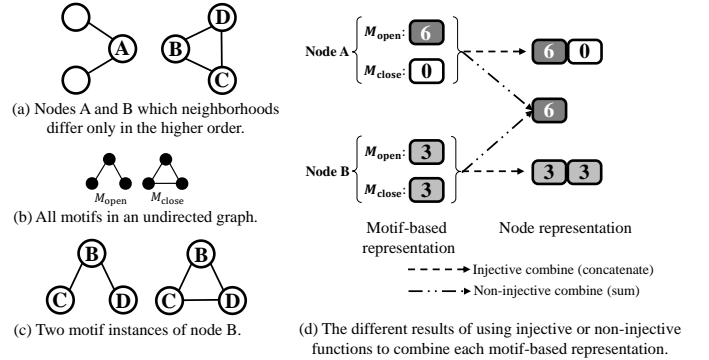 A
D
B
C
(a) Nodes A and B which neighborhoods
differ only in the higher order.
M_open M_close
(b) All motifs in an undirected graph.
B
C D
B
C D
(c) Two motif instances of node B.
Node A
M_open: 6
M_close: 0
6 0
6
Node B
M_open: 3
M_close: 3
3 3
Motif-based
representation
Node representation
Injective combine (concatenate)
Non-injective combine (sum)
(d) The different results of using injective or non-injective
functions to combine each motif-based representation.